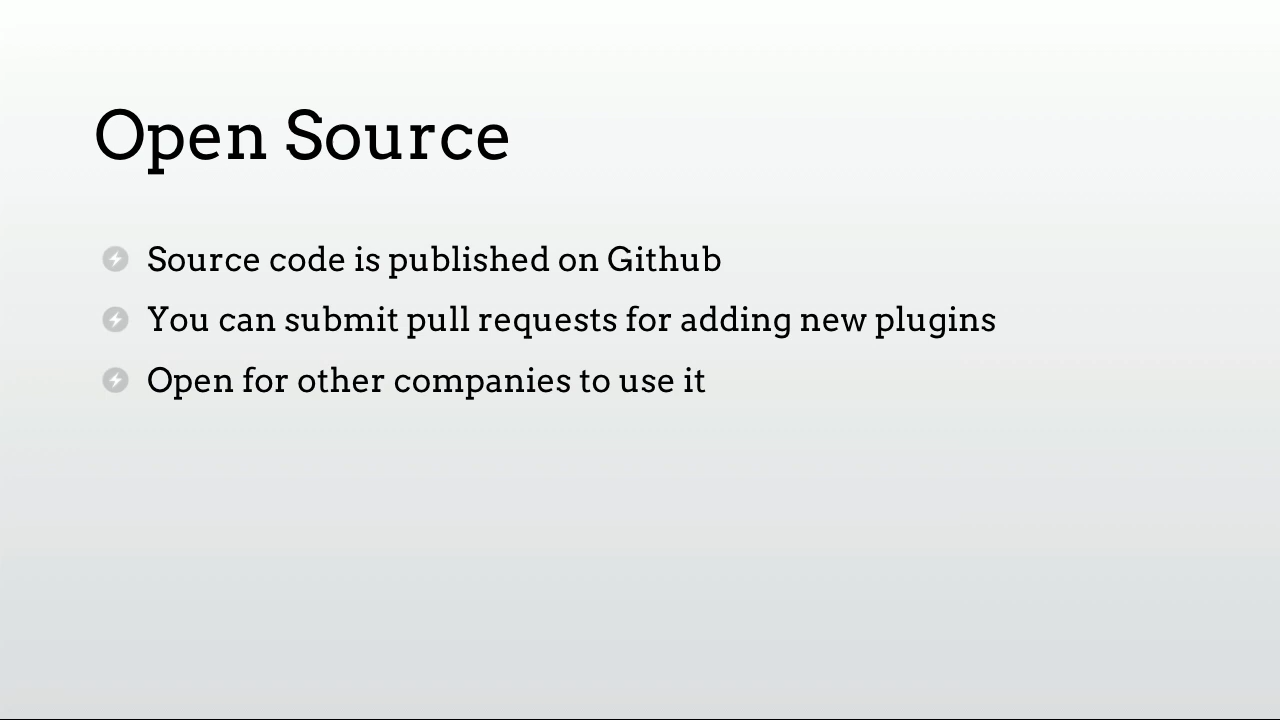 Open Source
Source code is published on Github
You can submit pull requests for adding new plugins
Open for other companies to use it